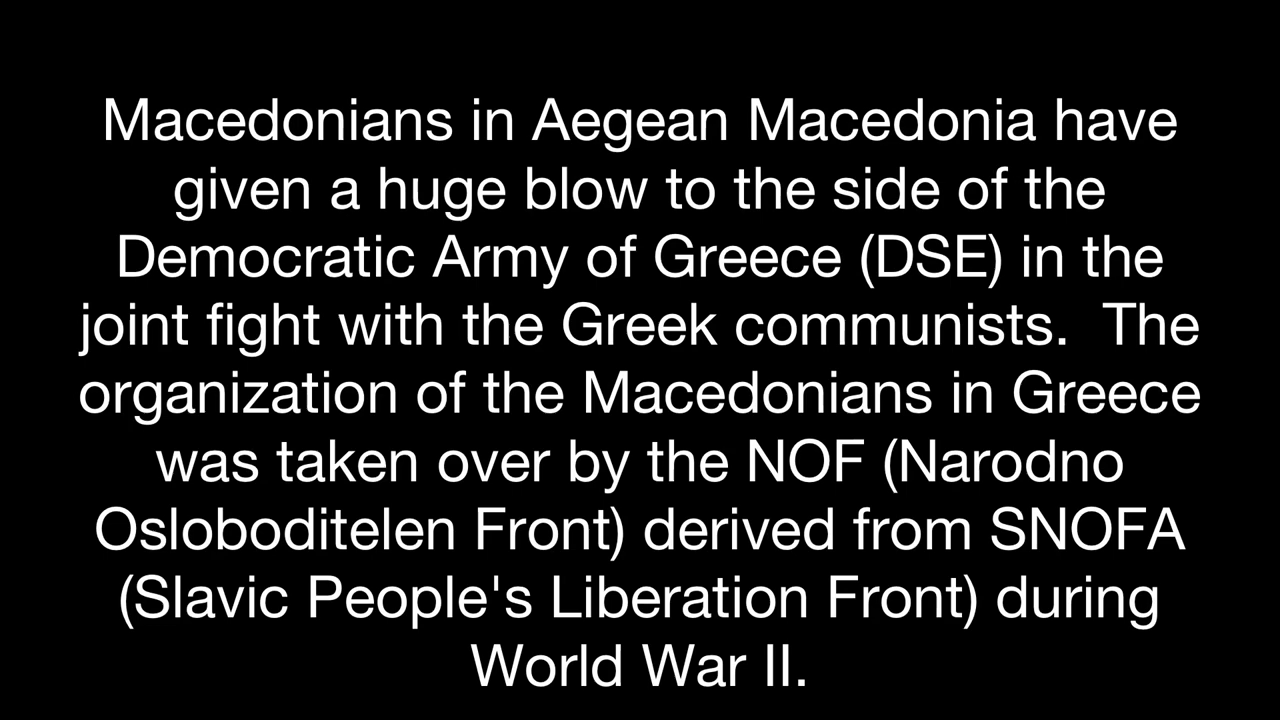 Macedonians in Aegean Macedonia have
given a huge blow to the side of the
Democratic Army of Greece (DSE) in the
joint fight with the Greek communists.  The
organization of the Macedonians in Greece
was taken over by the NOF (Narodno
Osloboditelen Front) derived from SNOFA
(Slavic People's Liberation Front) during
World War II.